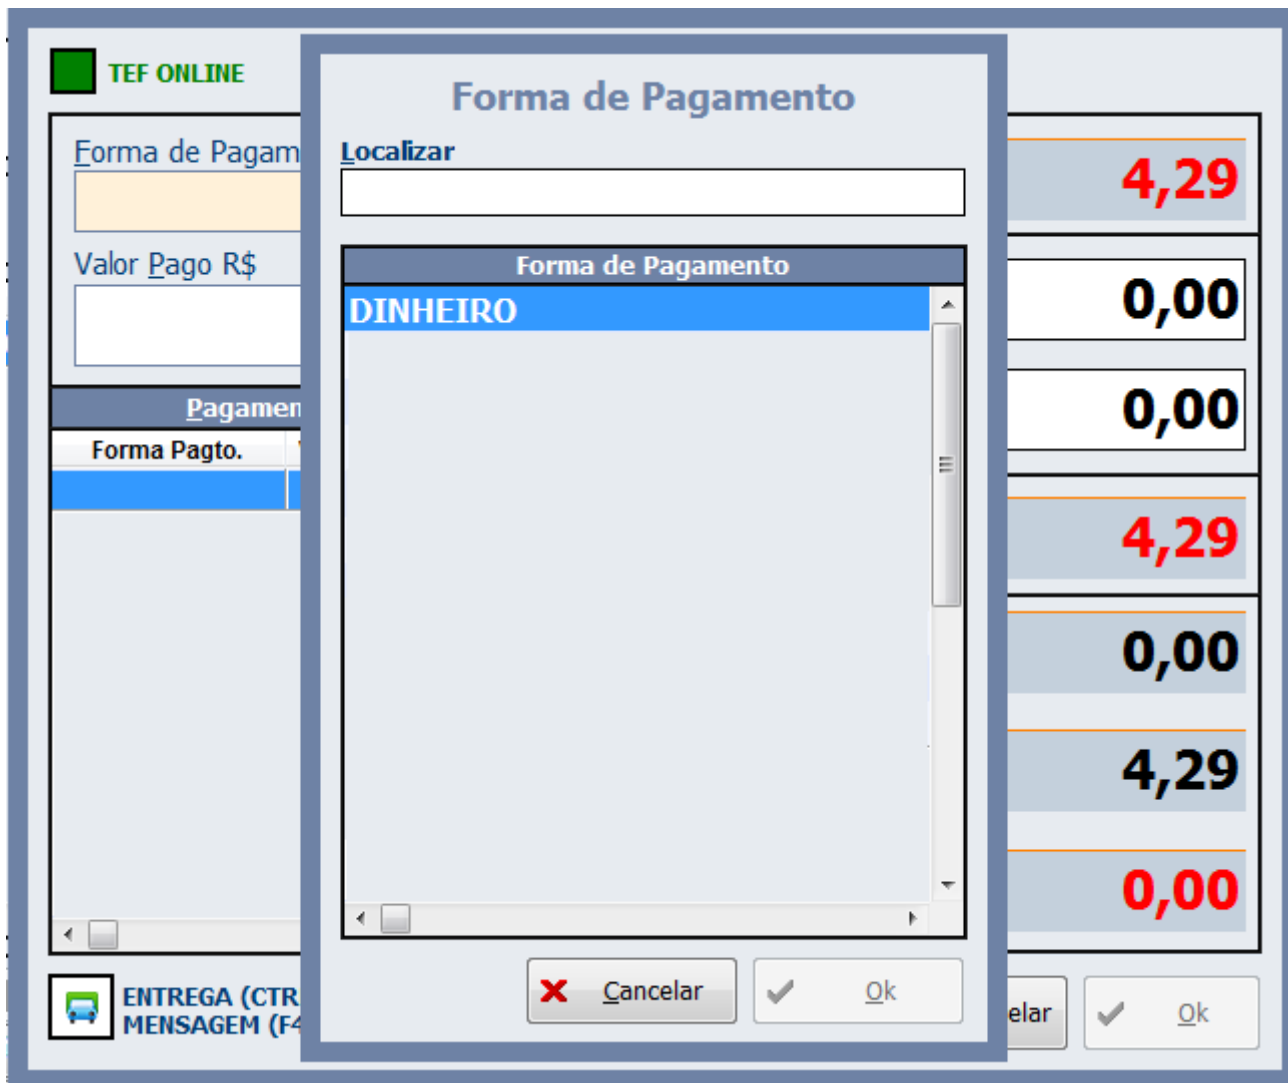 TEF ONLINE
Forma de Pagam
Valor Pago R$
Pagamen
Forma Pagto.
ENTREGA (CTR
MENSAGEM (F4
Forma de Pagamento
Localizar
Forma de Pagamento
DINHEIRO
Cancelar
Ok
4,29
0,00
0,00
4,29
0,00
4,29
0,00
elar
Ok